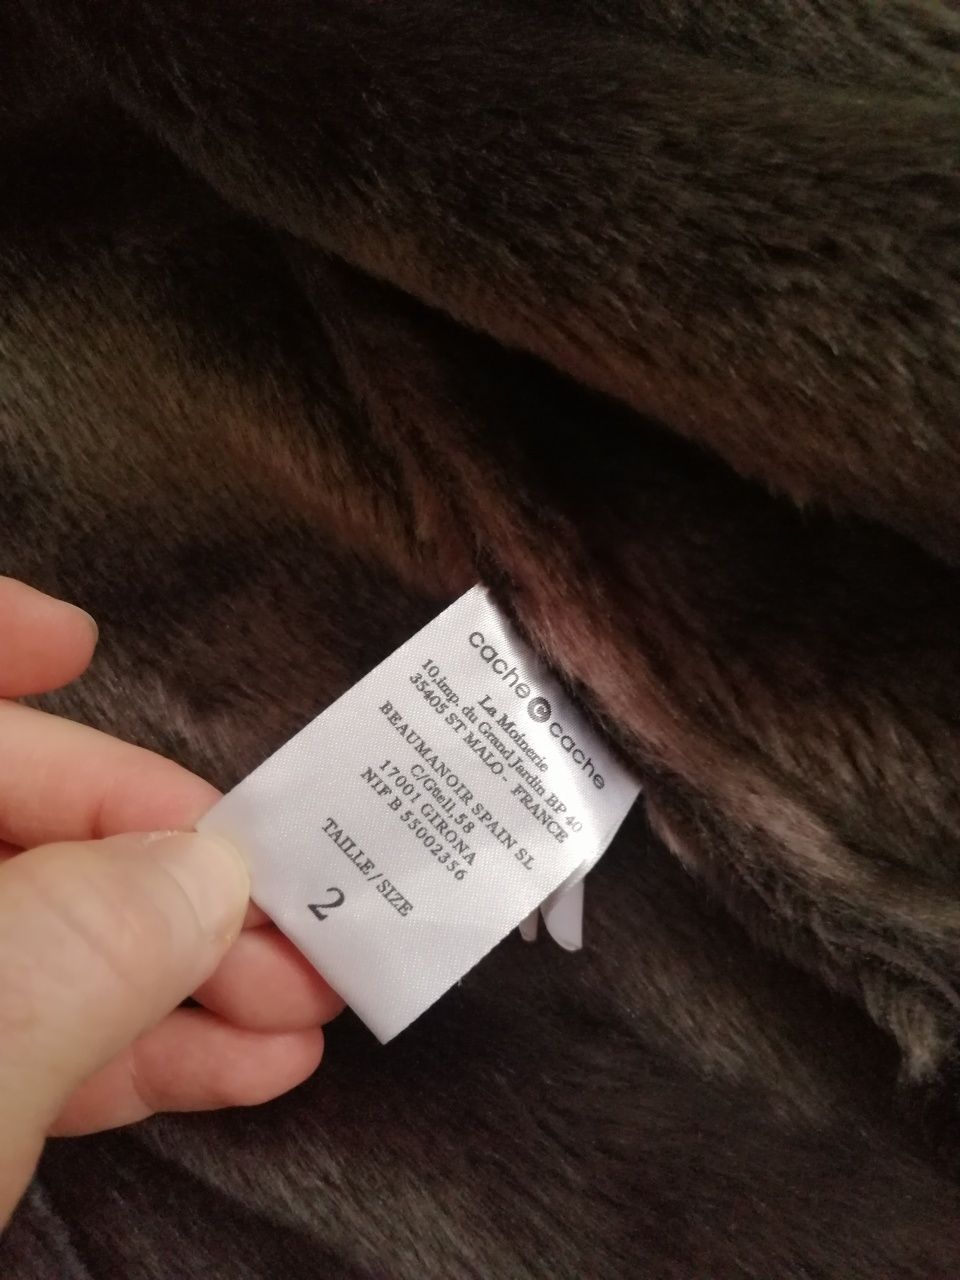 cache©cache
La Moinerie
10,imp. du Grand Jardin BP 40
35405 ST MALO - FRANCE
BEAUMANOIR SPAIN SL
C/Güell,58
17001 GIRONA
NIF B 55002356
TAILLE / SIZE
2